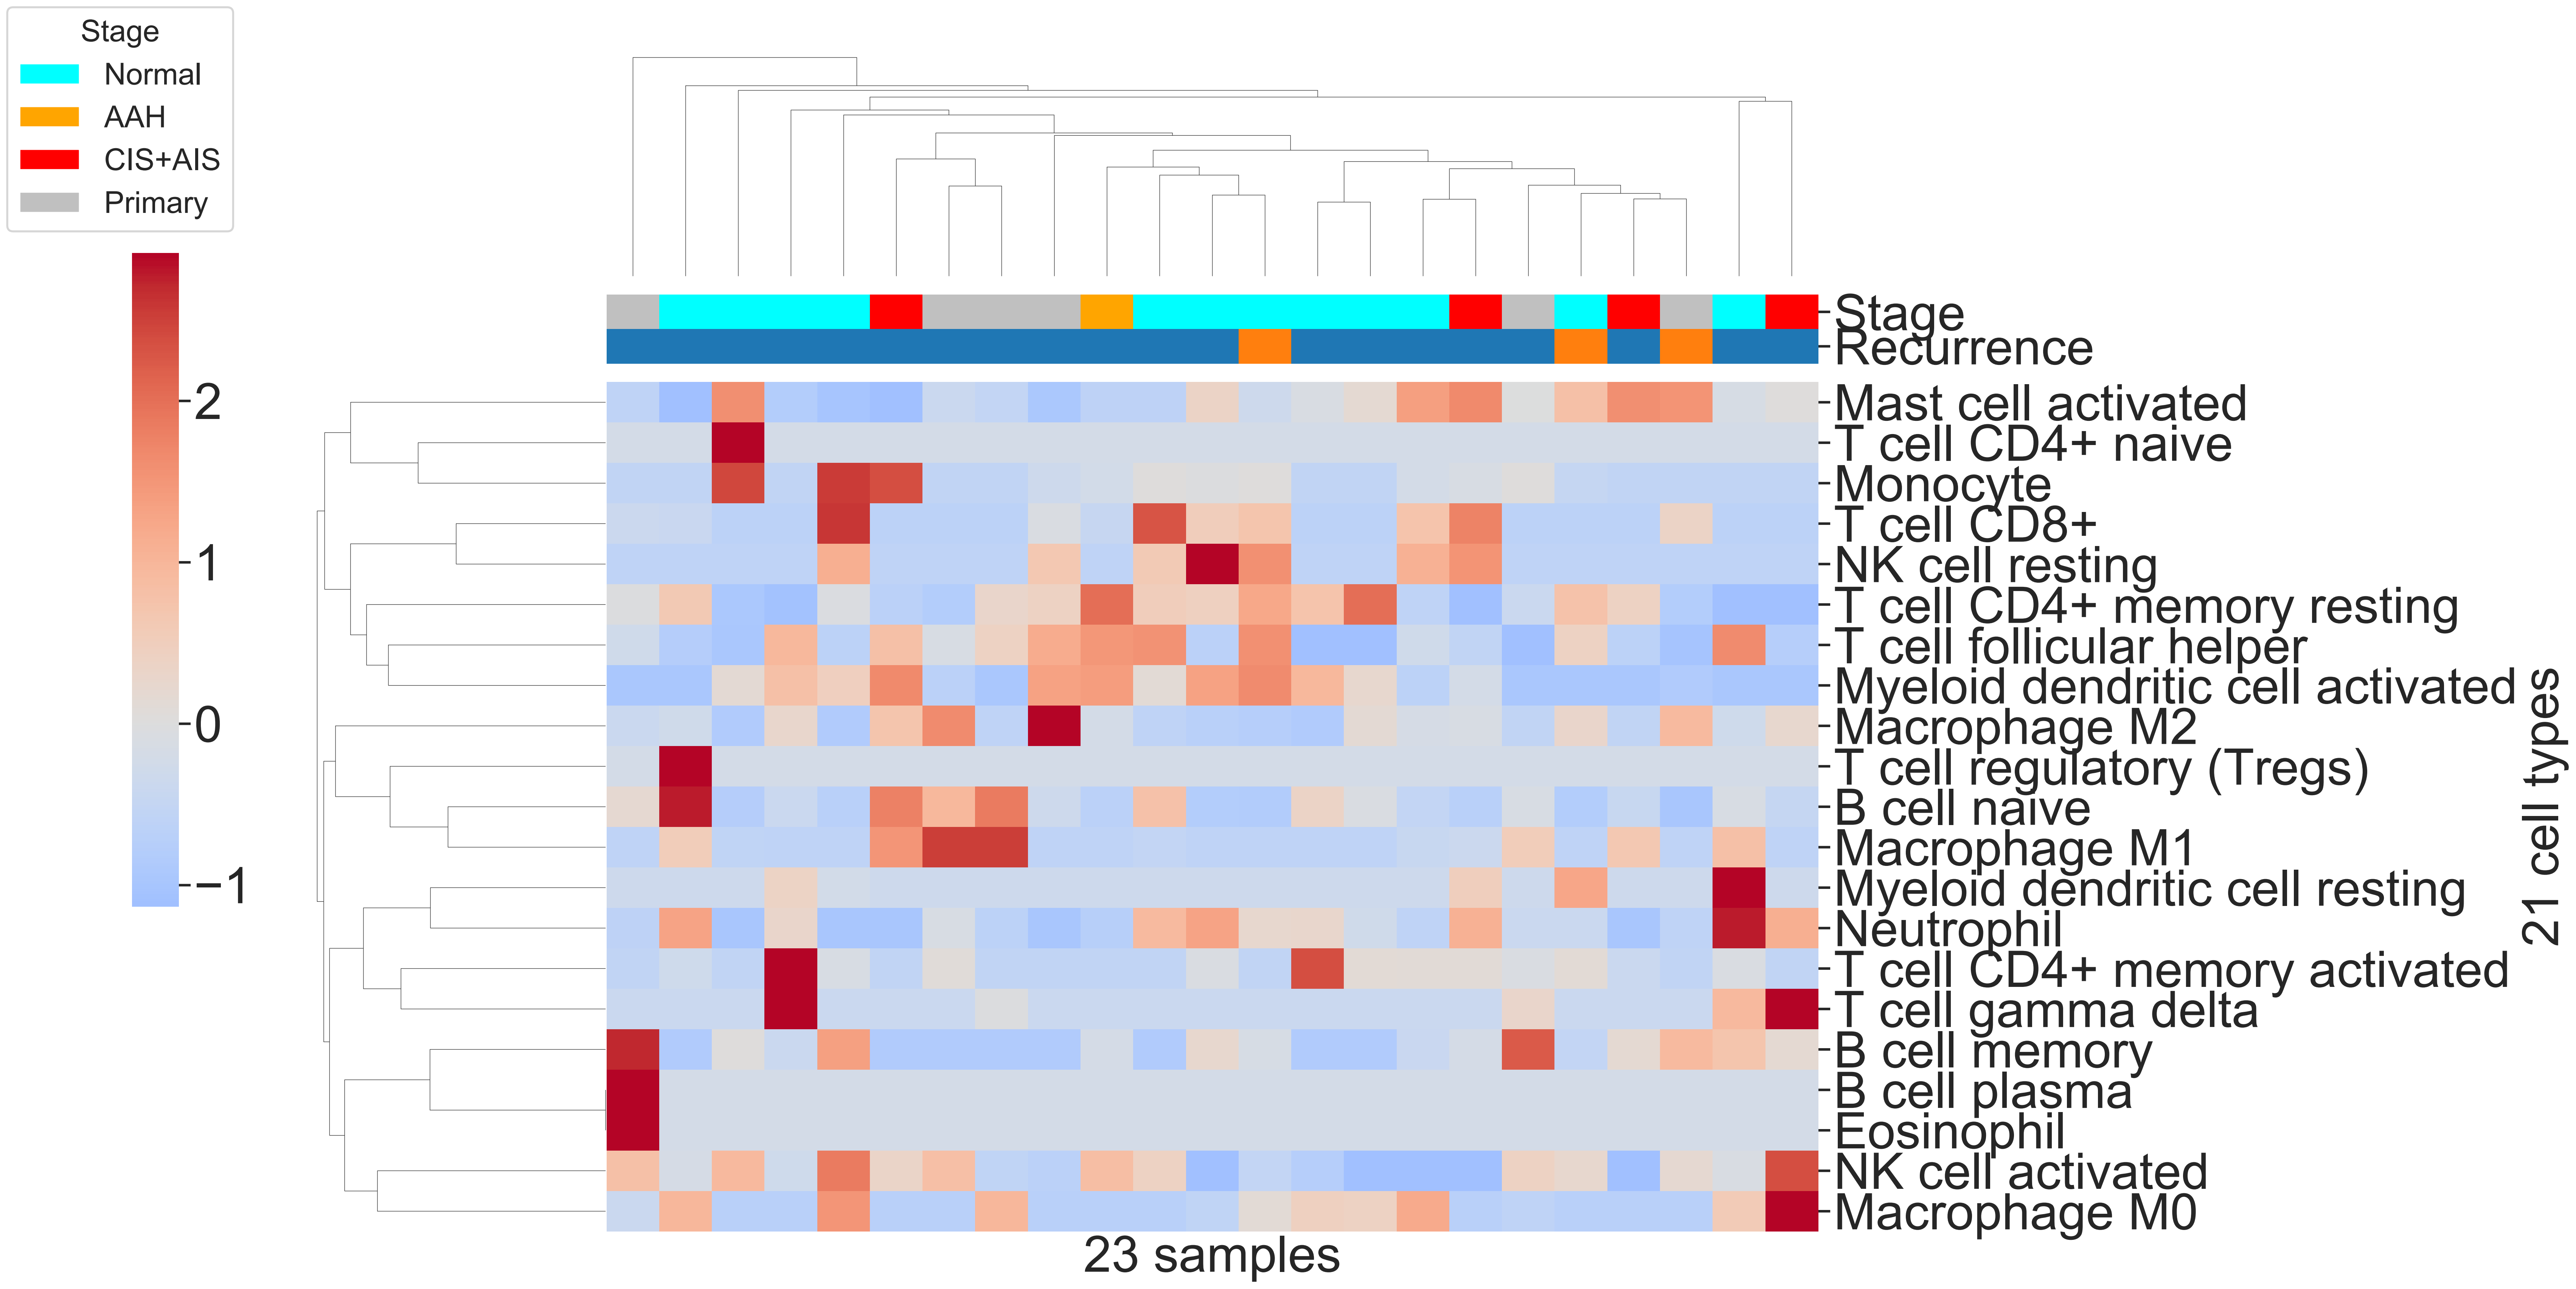 Stage
Normal
AAH
CIS+AIS
Primary
2
1
0
−1
Stage
Recurrence
Mast cell activated
T cell CD4+ naive
Monocyte
T cell CD8+
NK cell resting
T cell CD4+ memory resting
T cell follicular helper
Myeloid dendritic cell activated
Macrophage M2
T cell regulatory (Tregs)
B cell naive
Macrophage M1
Myeloid dendritic cell resting
Neutrophil
T cell CD4+ memory activated
T cell gamma delta
B cell memory
B cell plasma
Eosinophil
NK cell activated
Macrophage M0
21 cell types
23 samples